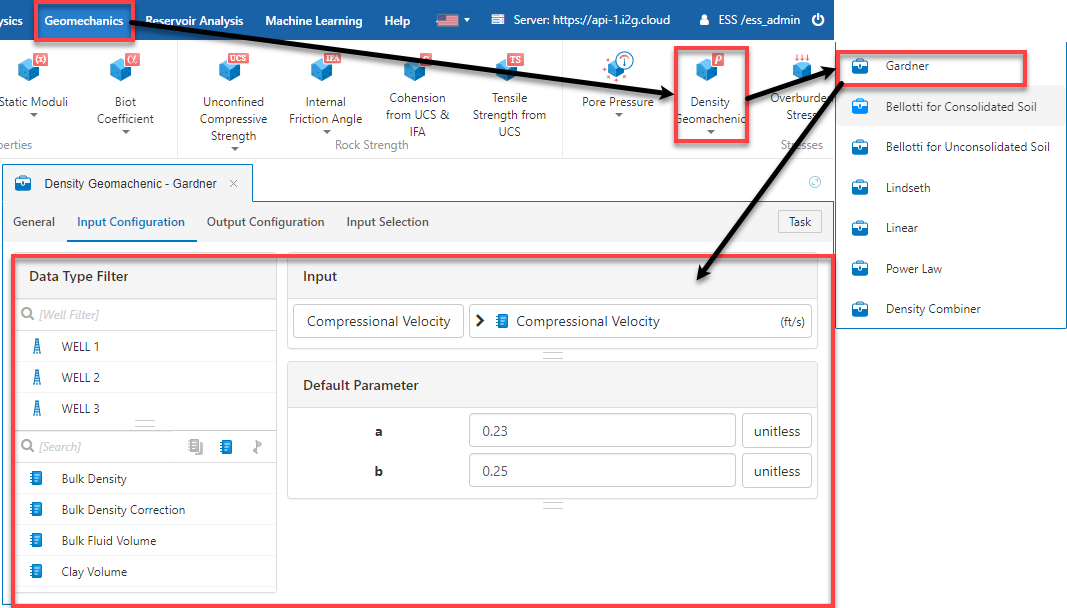 ysics Geomechanics Reservoir Analysis Machine Learning Help Server: https://api-1.i2g.cloud ESS /ess_admin
(x) (α UCS IFA C TS P
Static Moduli
Biot
Coefficient
Unconfined
Compressive
Strength
Internal
Friction Angle
Cohension
from UCS &
IFA
Tensile
Strength from
UCS
Pore Pressure
Density
Geomachenic
Overburde
Stress
perties Rock Strength Stresses
Gardner
Bellotti for Consolidated Soil
Bellotti for Unconsolidated Soil
Lindseth
Linear
Power Law
Density Combiner
Density Geomachenic - Gardner
General Input Configuration Output Configuration Input Selection Task
Data Type Filter
[Well Filter]
WELL 1
WELL 2
WELL 3
[Search]
Bulk Density
Bulk Density Correction
Bulk Fluid Volume
Clay Volume
Input
Compressional Velocity Compressional Velocity (ft/s)
Default Parameter
a 0.23 unitless
b 0.25 unitless